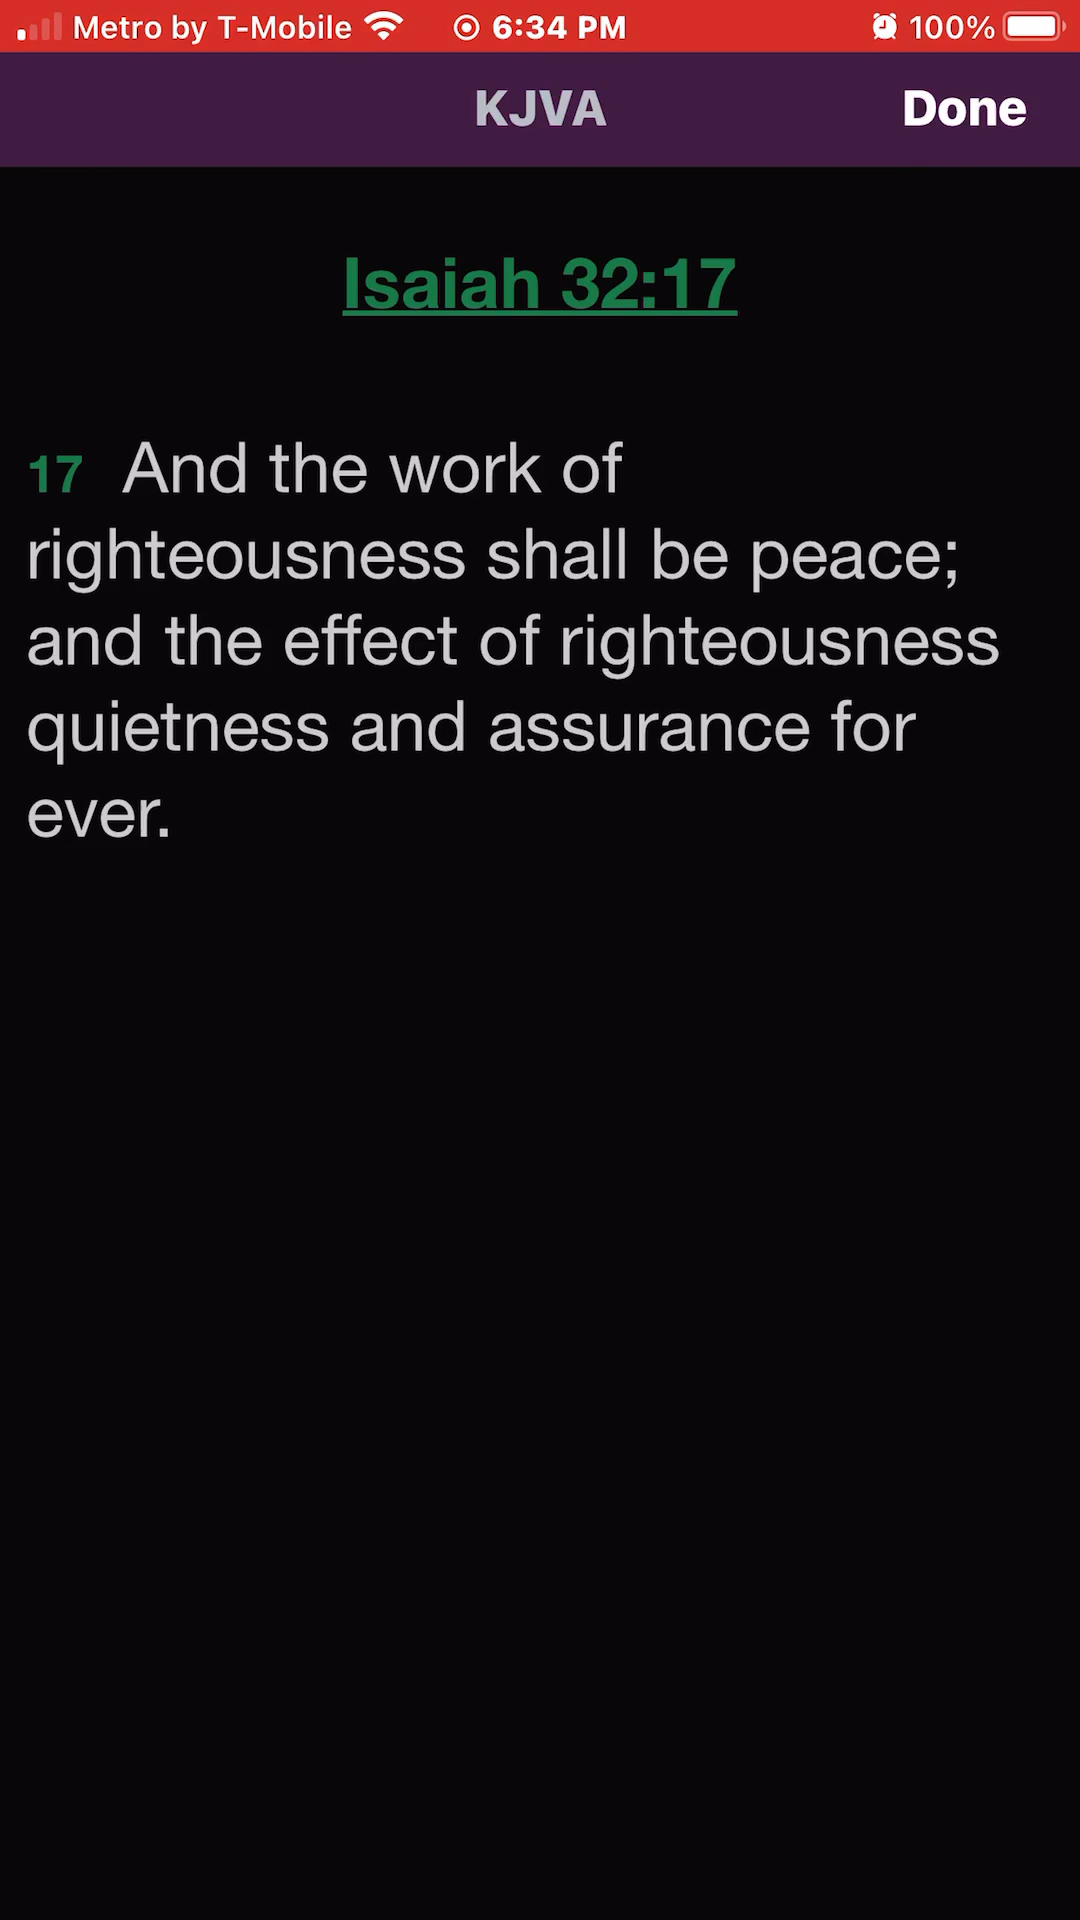 Metro by T-Mobile 6:34 PM 100%
KJVA Done
Isaiah 32:17
17 And the work of
righteousness shall be peace;
and the effect of righteousness
quietness and assurance for
ever.